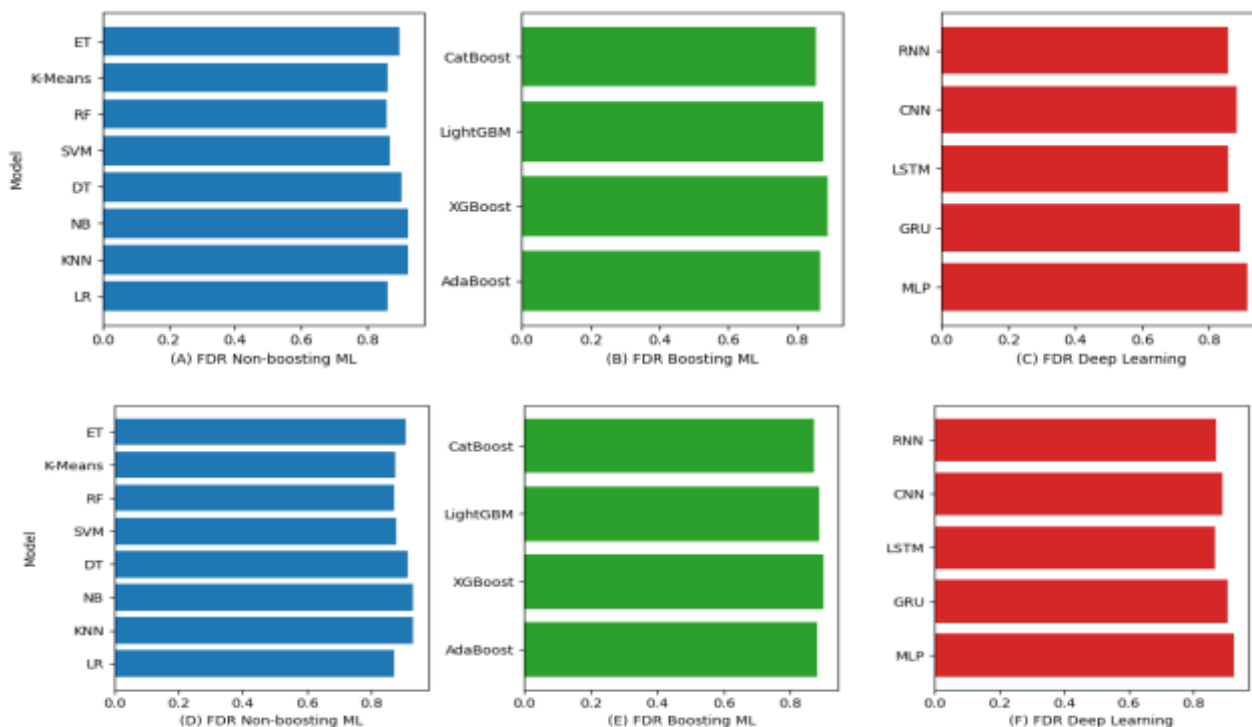 Model
ET
K-Means
RF
SVM
DT
NB
KNN
LR
0.0 0.2 0.4 0.6 0.8
(A) FDR Non-boosting ML
CatBoost
LightGBM
XGBoost
AdaBoost
0.0 0.2 0.4 0.6 0.8
(B) FDR Boosting ML
RNN
CNN
LSTM
GRU
MLP
0.0 0.2 0.4 0.6 0.8
(C) FDR Deep Learning
Model
ET
K-Means
RF
SVM
DT
NB
KNN
LR
0.0 0.2 0.4 0.6 0.8
(D) FDR Non-boosting ML
CatBoost
LightGBM
XGBoost
AdaBoost
0.0 0.2 0.4 0.6 0.8
(E) FDR Boosting ML
RNN
CNN
LSTM
GRU
MLP
0.0 0.2 0.4 0.6 0.8
(F) FDR Deep Learning